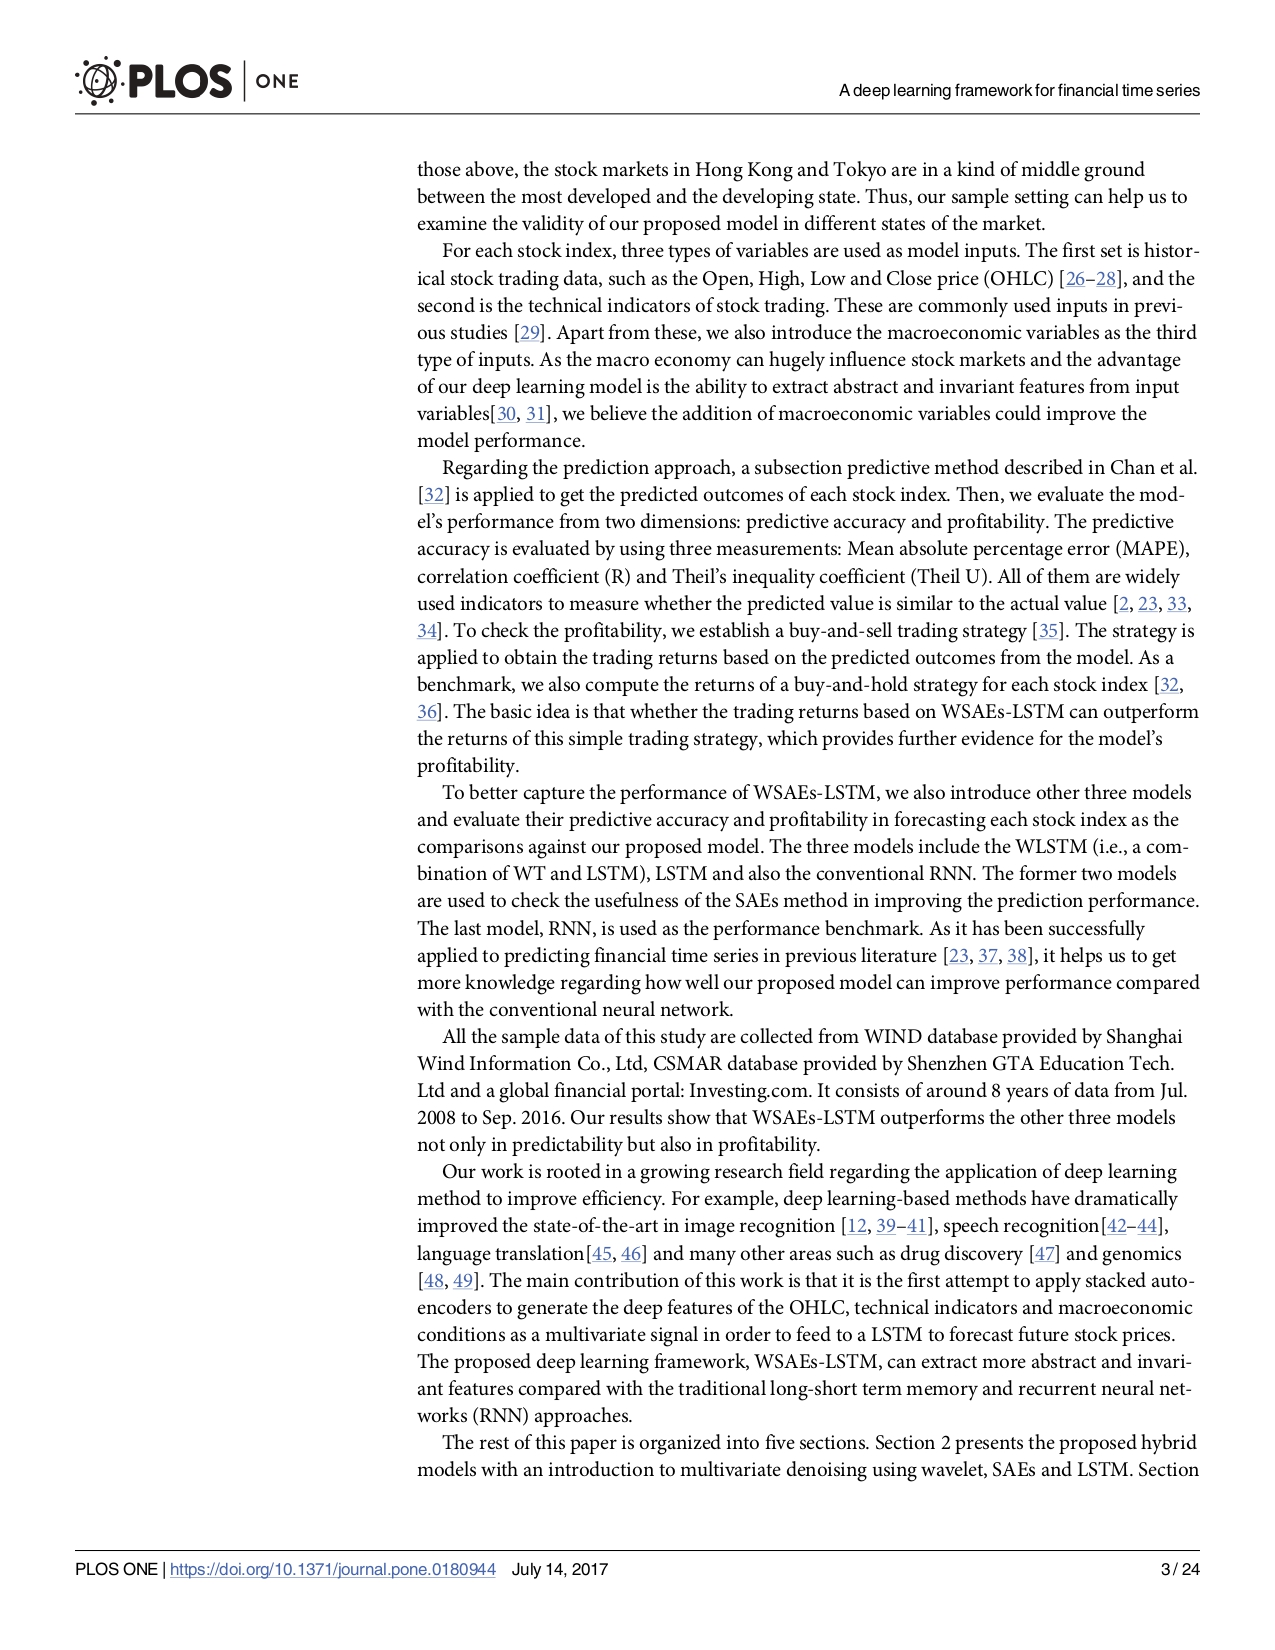 PLOS ONE
A deep learning framework for financial time series
those above, the stock markets in Hong Kong and Tokyo are in a kind of middle ground
between the most developed and the developing state. Thus, our sample setting can help us to
examine the validity of our proposed model in different states of the market.
For each stock index, three types of variables are used as model inputs. The first set is histor-
ical stock trading data, such as the Open, High, Low and Close price (OHLC) [26–28], and the
second is the technical indicators of stock trading. These are commonly used inputs in previ-
ous studies [29]. Apart from these, we also introduce the macroeconomic variables as the third
type of inputs. As the macro economy can hugely influence stock markets and the advantage
of our deep learning model is the ability to extract abstract and invariant features from input
variables[30, 31], we believe the addition of macroeconomic variables could improve the
model performance.
Regarding the prediction approach, a subsection predictive method described in Chan et al.
[32] is applied to get the predicted outcomes of each stock index. Then, we evaluate the mod-
el's performance from two dimensions: predictive accuracy and profitability. The predictive
accuracy is evaluated by using three measurements: Mean absolute percentage error (MAPE),
correlation coefficient (R) and Theil's inequality coefficient (Theil U). All of them are widely
used indicators to measure whether the predicted value is similar to the actual value [2, 23, 33,
34]. To check the profitability, we establish a buy-and-sell trading strategy [35]. The strategy is
applied to obtain the trading returns based on the predicted outcomes from the model. As a
benchmark, we also compute the returns of a buy-and-hold strategy for each stock index [32,
36]. The basic idea is that whether the trading returns based on WSAEs-LSTM can outperform
the returns of this simple trading strategy, which provides further evidence for the model's
profitability.
To better capture the performance of WSAEs-LSTM, we also introduce other three models
and evaluate their predictive accuracy and profitability in forecasting each stock index as the
comparisons against our proposed model. The three models include the WLSTM (i.e., a com-
bination of WT and LSTM), LSTM and also the conventional RNN. The former two models
are used to check the usefulness of the SAEs method in improving the prediction performance.
The last model, RNN, is used as the performance benchmark. As it has been successfully
applied to predicting financial time series in previous literature [23, 37, 38], it helps us to get
more knowledge regarding how well our proposed model can improve performance compared
with the conventional neural network.
All the sample data of this study are collected from WIND database provided by Shanghai
Wind Information Co., Ltd, CSMAR database provided by Shenzhen GTA Education Tech.
Ltd and a global financial portal: Investing.com. It consists of around 8 years of data from Jul.
2008 to Sep. 2016. Our results show that WSAEs-LSTM outperforms the other three models
not only in predictability but also in profitability.
Our work is rooted in a growing research field regarding the application of deep learning
method to improve efficiency. For example, deep learning-based methods have dramatically
improved the state-of-the-art in image recognition [12, 39–41], speech recognition[42–44],
language translation[45, 46] and many other areas such as drug discovery [47] and genomics
[48, 49]. The main contribution of this work is that it is the first attempt to apply stacked auto-
encoders to generate the deep features of the OHLC, technical indicators and macroeconomic
conditions as a multivariate signal in order to feed to a LSTM to forecast future stock prices.
The proposed deep learning framework, WSAEs-LSTM, can extract more abstract and invari-
ant features compared with the traditional long-short term memory and recurrent neural net-
works (RNN) approaches.
The rest of this paper is organized into five sections. Section 2 presents the proposed hybrid
models with an introduction to multivariate denoising using wavelet, SAEs and LSTM. Section
PLOS ONE | https://doi.org/10.1371/journal.pone.0180944 July 14, 2017
3 / 24